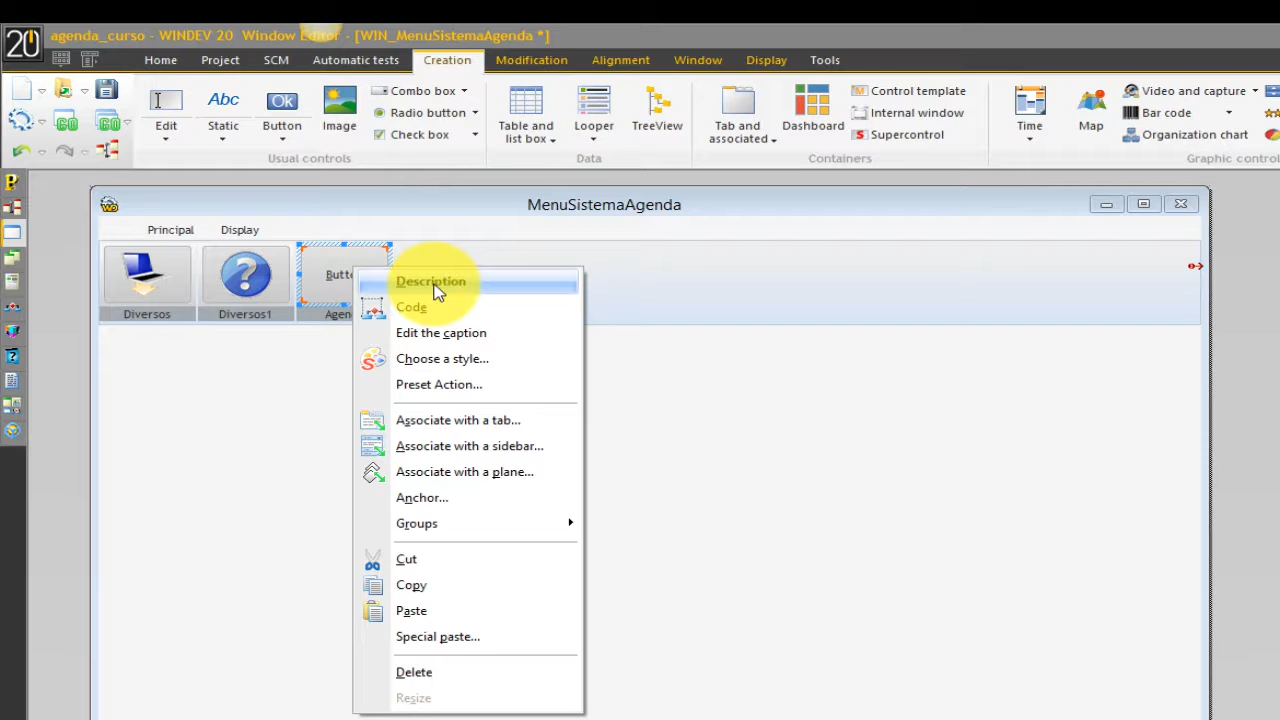 20 agenda_curso - WINDEV 20 Window Editor - [WIN_MenuSistemaAgenda *]
Home Project SCM Automatic tests Creation Modification Alignment Window Display Tools
Edit Static Button Image Combo box Radio button Check box
Usual controls
Table and list box Looper TreeView
Data
Tab and associated Dashboard Control template Internal window Supercontrol
Containers
Time Map Video and capture Bar code Organization chart
Graphic contro
MenuSistemaAgenda
Principal Display
Diversos Diversos1
Description
Code
Edit the caption
Choose a style...
Preset Action...
Associate with a tab...
Associate with a sidebar...
Associate with a plane...
Anchor...
Groups
Cut
Copy
Paste
Special paste...
Delete
Resize